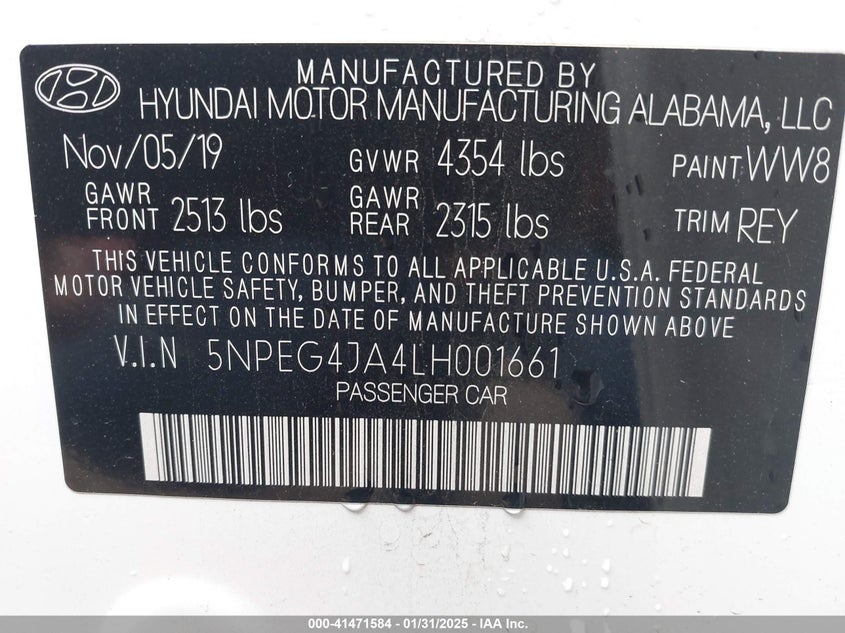 MANUFACTURED BY
HYUNDAI MOTOR MANUFACTURING ALABAMA, LLC
Nov/05/19 GVWR 4354 lbs PAINT WW8
GAWR FRONT 2513 lbs GAWR REAR 2315 lbs TRIM REY
THIS VEHICLE CONFORMS TO ALL APPLICABLE U.S.A. FEDERAL
MOTOR VEHICLE SAFETY, BUMPER, AND THEFT PREVENTION STANDARDS
IN EFFECT ON THE DATE OF MANUFACTURE SHOWN ABOVE
V.I.N 5NPEG4JA4LH001661
PASSENGER CAR
000-41471584 - 01/31/2025 - IAA Inc.